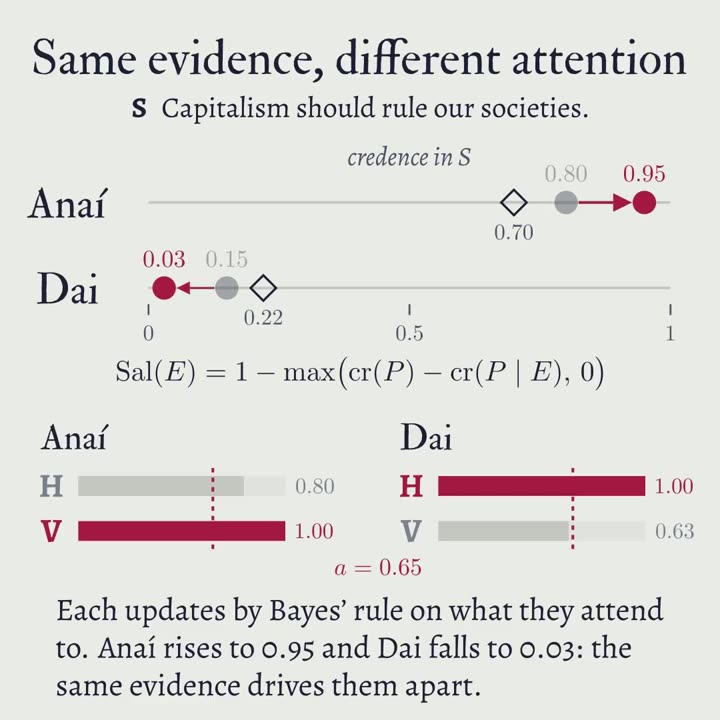 Same evidence, different attention
S Capitalism should rule our societies.
credence in S
0.80 0.95
Anaí
0.70
0.03 0.15
Dai
0.22
0 0.5 1
Sal(E) = 1 − max(cr(P) − cr(P | E), 0)
Anaí Dai
H 0.80 H 1.00
V 1.00 V 0.63
a = 0.65
Each updates by Bayes’ rule on what they attend
to. Anaí rises to 0.95 and Dai falls to 0.03: the
same evidence drives them apart.